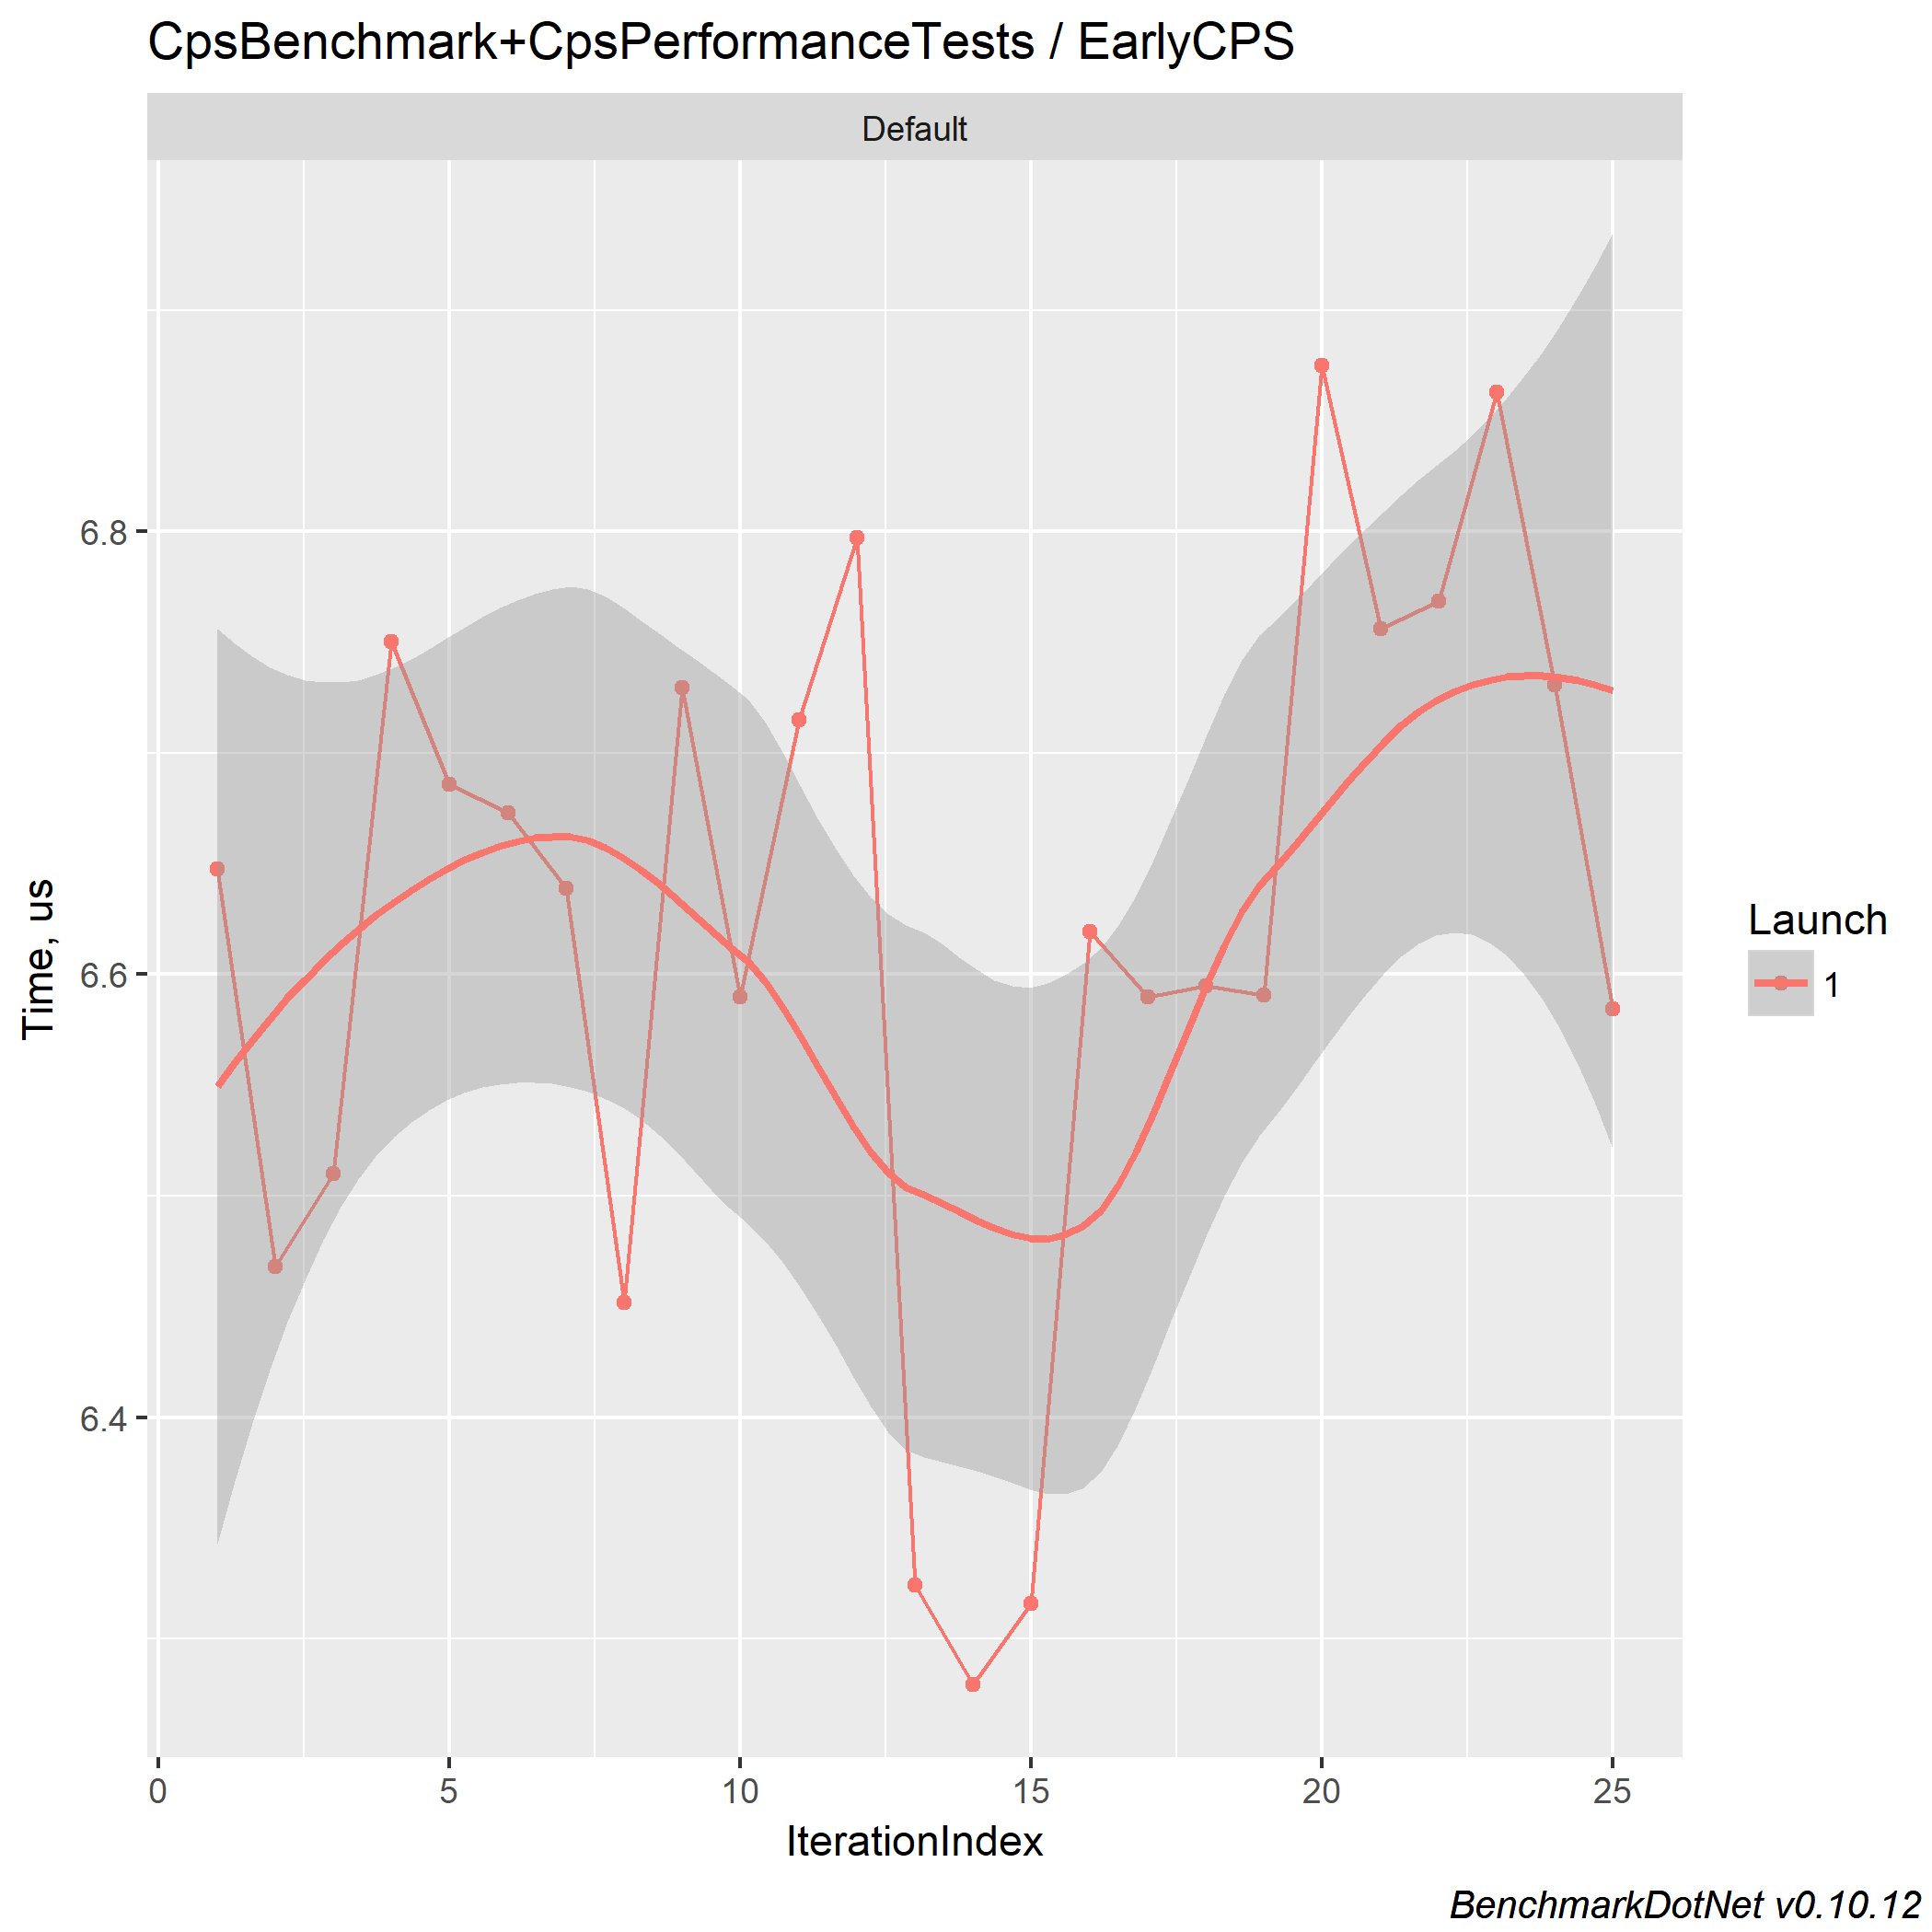 CpsBenchmark+CpsPerformanceTests / EarlyCPS
Default
Time, us
6.8
6.6
6.4
0 5 10 15 20 25
IterationIndex
Launch
1
BenchmarkDotNet v0.10.12